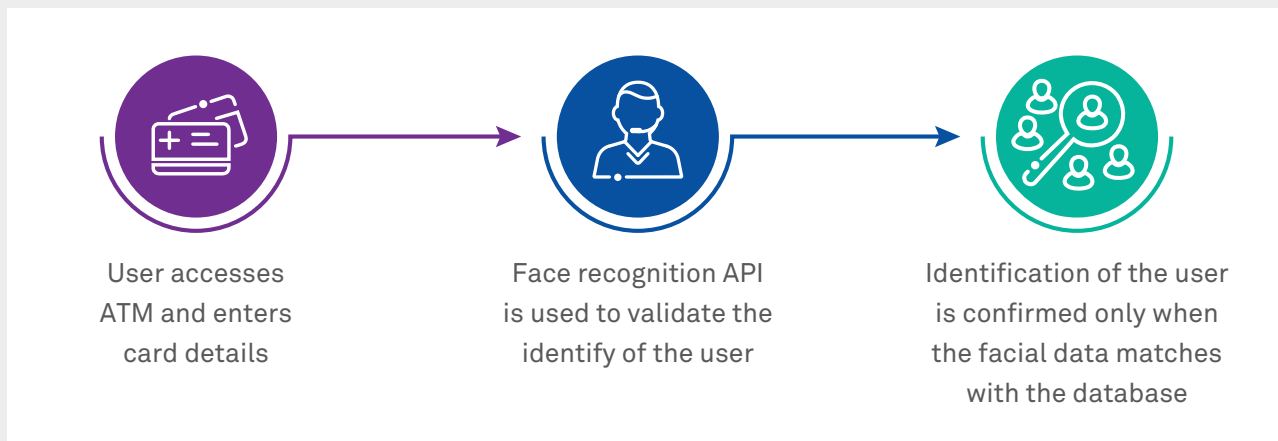 User accesses
ATM and enters
card details
Face recognition API
is used to validate the
identify of the user
Identification of the user
is confirmed only when
the facial data matches
with the database